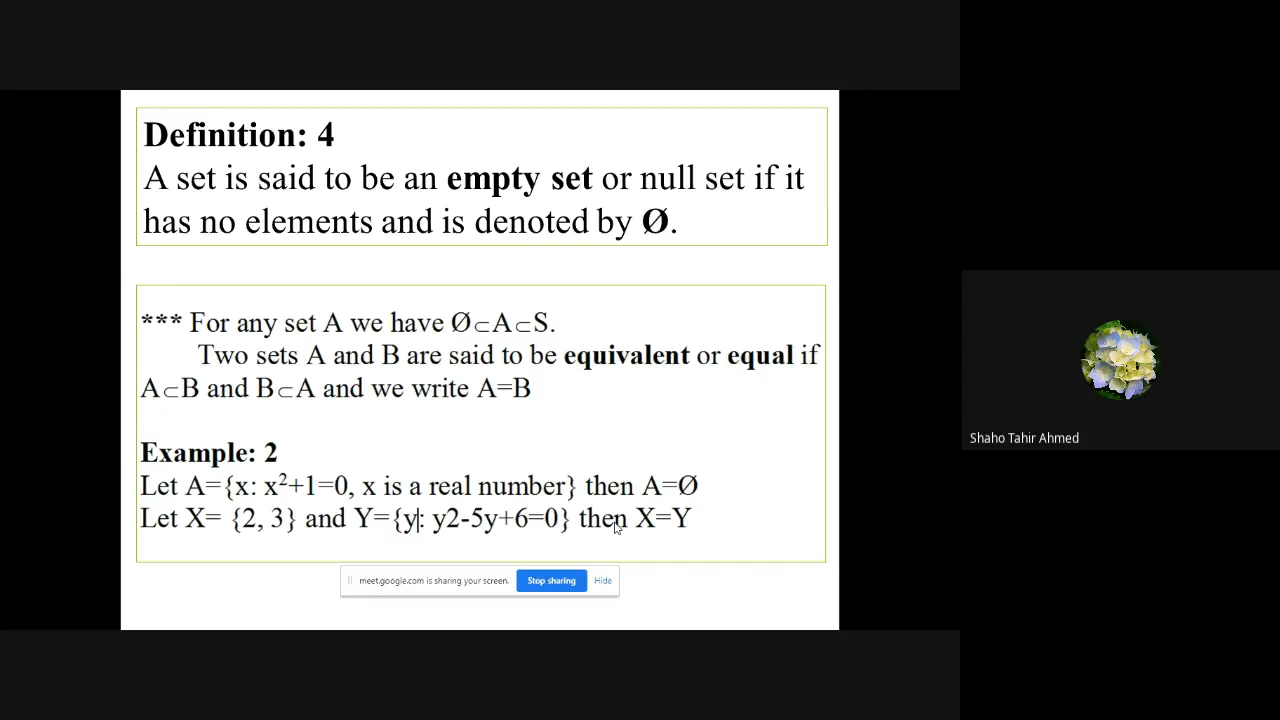 Definition: 4
A set is said to be an empty set or null set if it
has no elements and is denoted by Ø.
*** For any set A we have Ø⊂A⊂S.
Two sets A and B are said to be equivalent or equal if
A⊂B and B⊂A and we write A=B
Example: 2
Let A={x: x²+1=0, x is a real number} then A=Ø
Let X= {2, 3} and Y={y: y2-5y+6=0} then X=Y
meet.google.com is sharing your screen. Stop sharing Hide
Shaho Tahir Ahmed